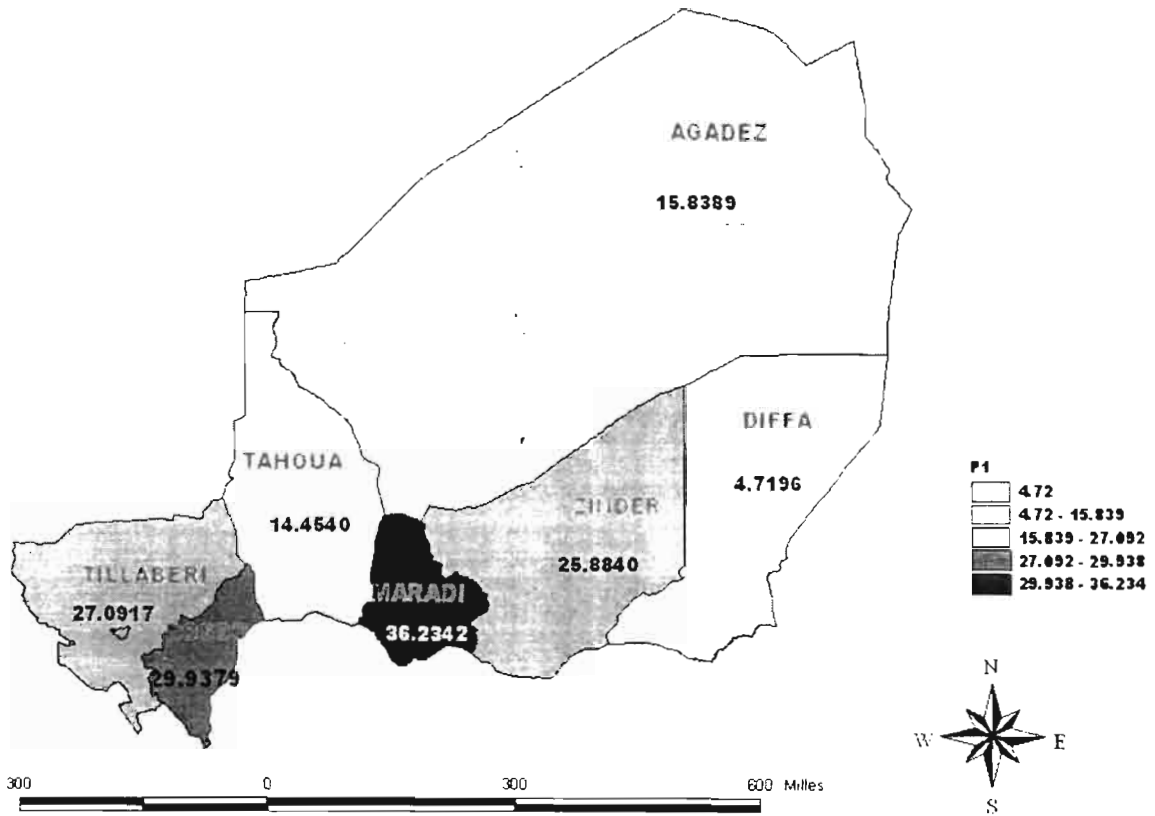 AGADEZ
15.8389
DIFFA
4.7196
TAHOUA
14.4540
ZINDER
25.8840
TILLABERI
27.0917
MARADI
36.2342
29.9379
P1
4.72
4.72 - 15.839
15.839 - 27.092
27.092 - 29.938
29.938 - 36.234
N
W
E
S
300
0
300
600 Milles